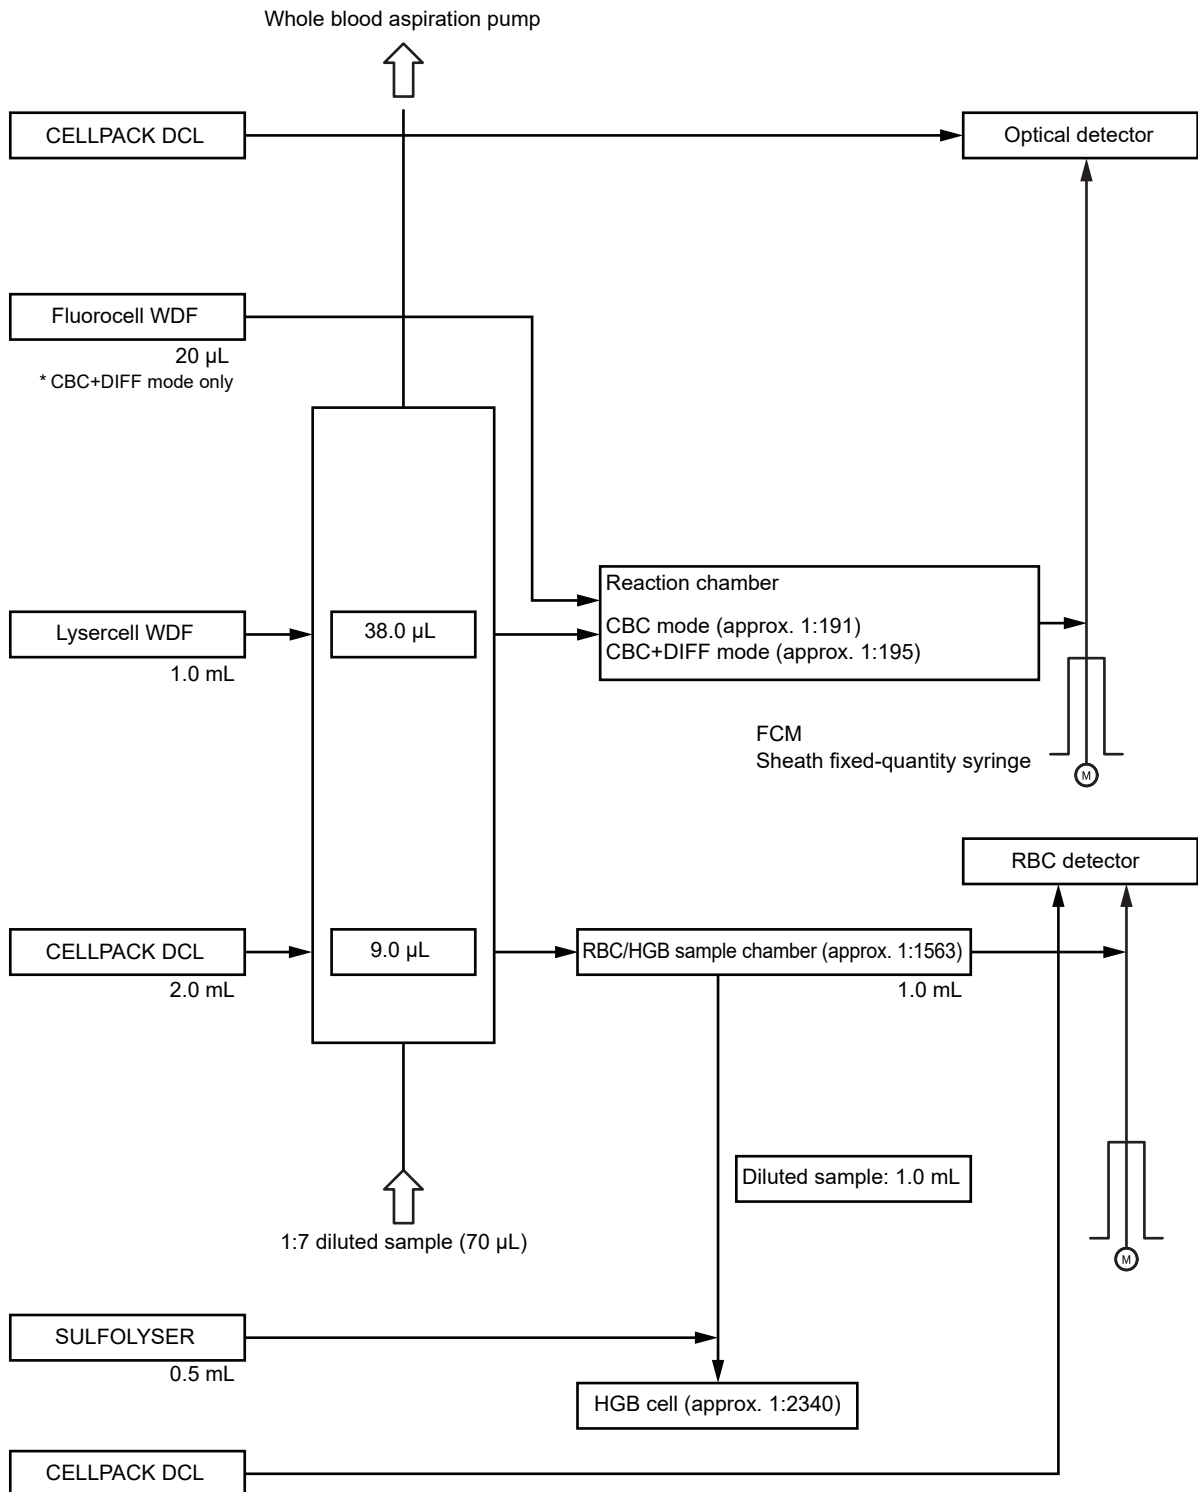 Whole blood aspiration pump
CELLPACK DCL
Optical detector
Fluorocell WDF
20 µL
* CBC+DIFF mode only
Reaction chamber
CBC mode (approx. 1:191)
CBC+DIFF mode (approx. 1:195)
Lysercell WDF
38.0 µL
1.0 mL
FCM
Sheath fixed-quantity syringe
M
RBC detector
CELLPACK DCL
9.0 µL
RBC/HGB sample chamber (approx. 1:1563)
2.0 mL
1.0 mL
Diluted sample: 1.0 mL
1:7 diluted sample (70 µL)
M
SULFOLYSER
0.5 mL
HGB cell (approx. 1:2340)
CELLPACK DCL